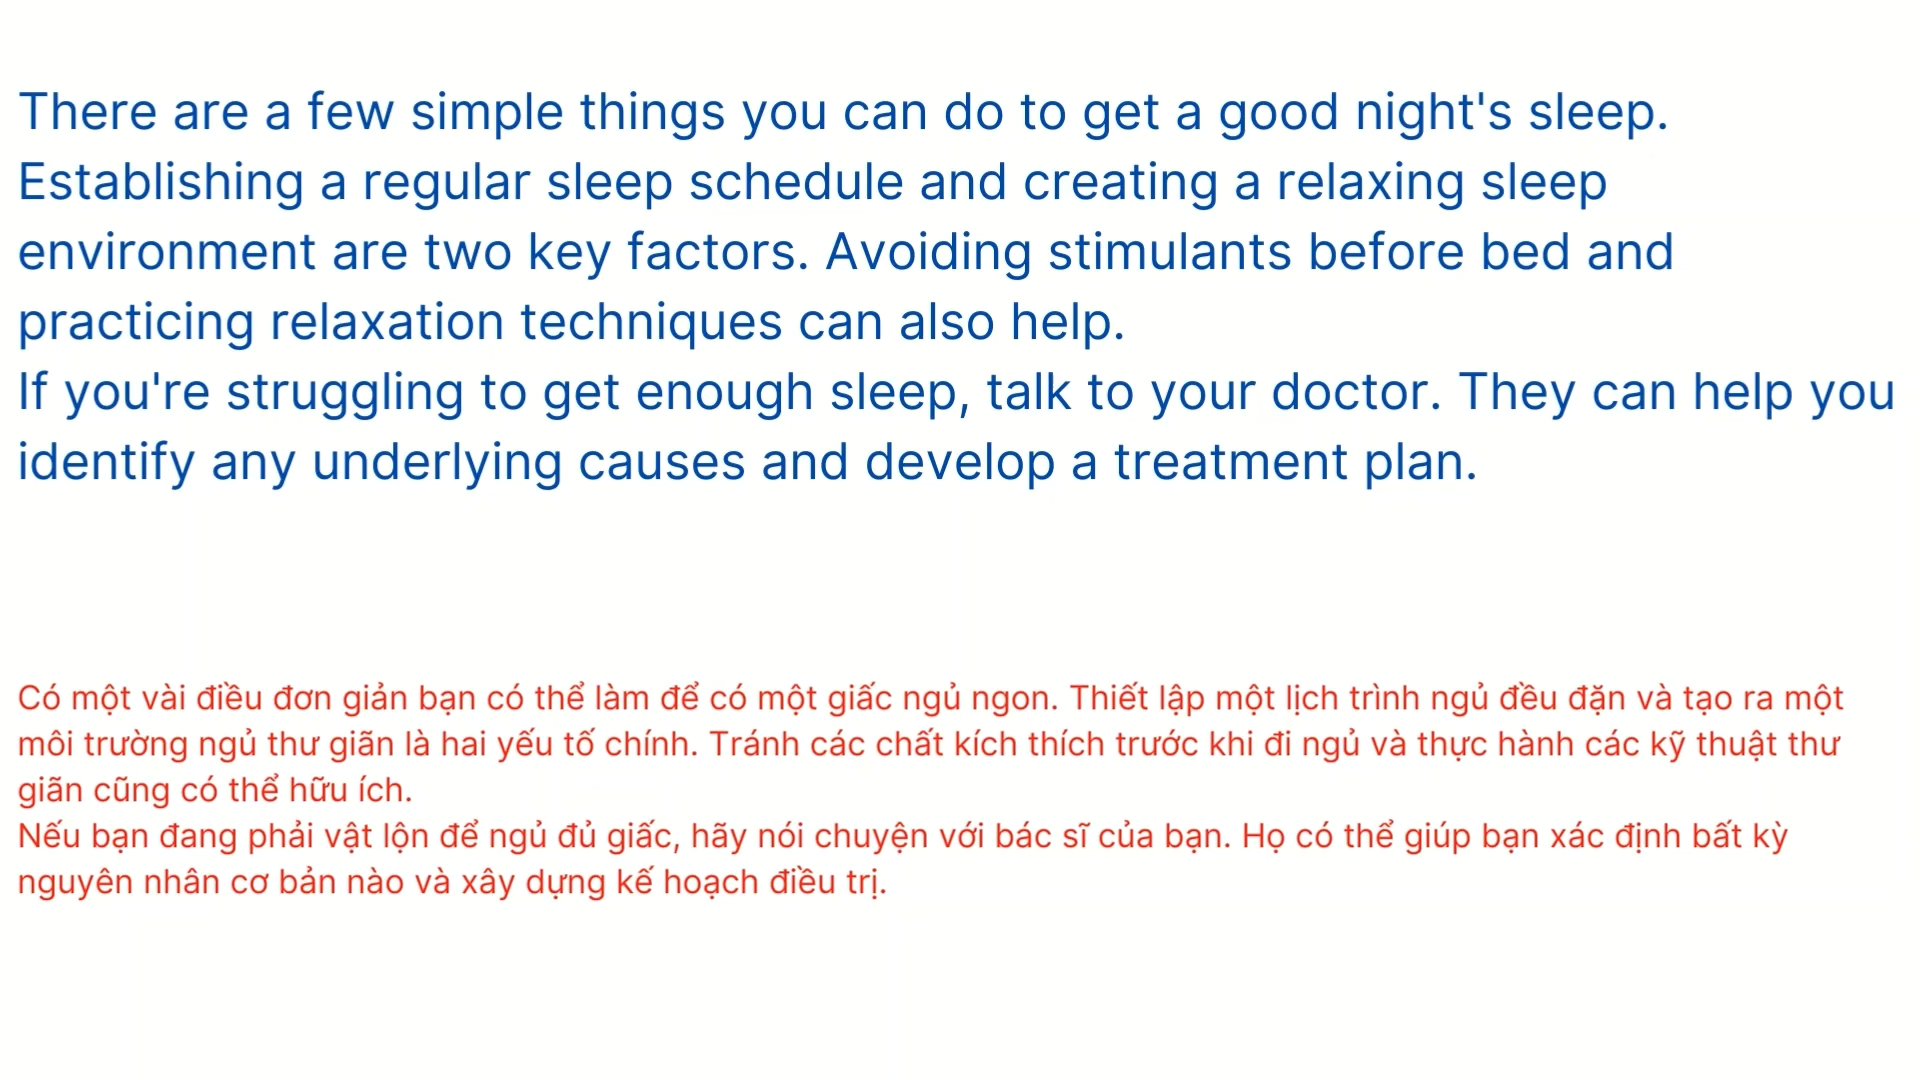 There are a few simple things you can do to get a good night's sleep.
Establishing a regular sleep schedule and creating a relaxing sleep
environment are two key factors. Avoiding stimulants before bed and
practicing relaxation techniques can also help.
If you're struggling to get enough sleep, talk to your doctor. They can help you
identify any underlying causes and develop a treatment plan.
Có một vài điều đơn giản bạn có thể làm để có một giấc ngủ ngon. Thiết lập một lịch trình ngủ đều đặn và tạo ra một
môi trường ngủ thư giãn là hai yếu tố chính. Tránh các chất kích thích trước khi đi ngủ và thực hành các kỹ thuật thư
giãn cũng có thể hữu ích.
Nếu bạn đang phải vật lộn để ngủ đủ giấc, hãy nói chuyện với bác sĩ của bạn. Họ có thể giúp bạn xác định bất kỳ
nguyên nhân cơ bản nào và xây dựng kế hoạch điều trị.